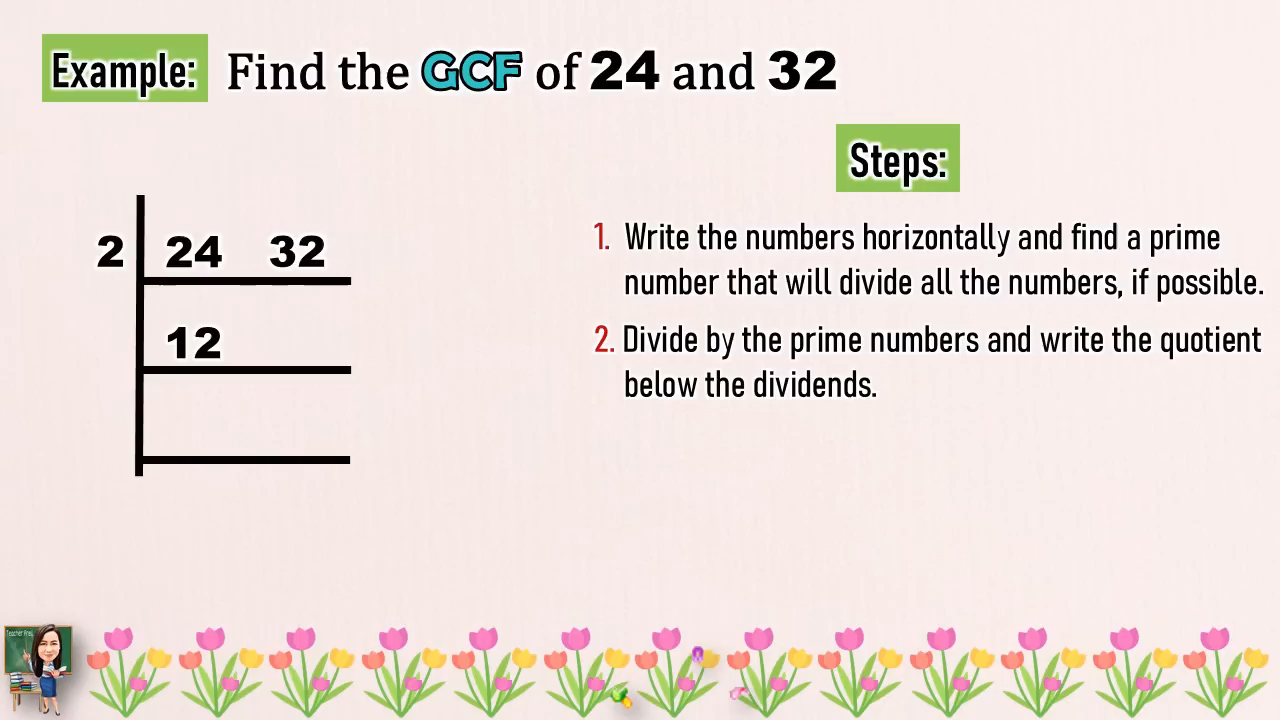 Example: Find the GCF of 24 and 32
Steps:
2 24 32
12
1. Write the numbers horizontally and find a prime
number that will divide all the numbers, if possible.
2. Divide by the prime numbers and write the quotient
below the dividends.